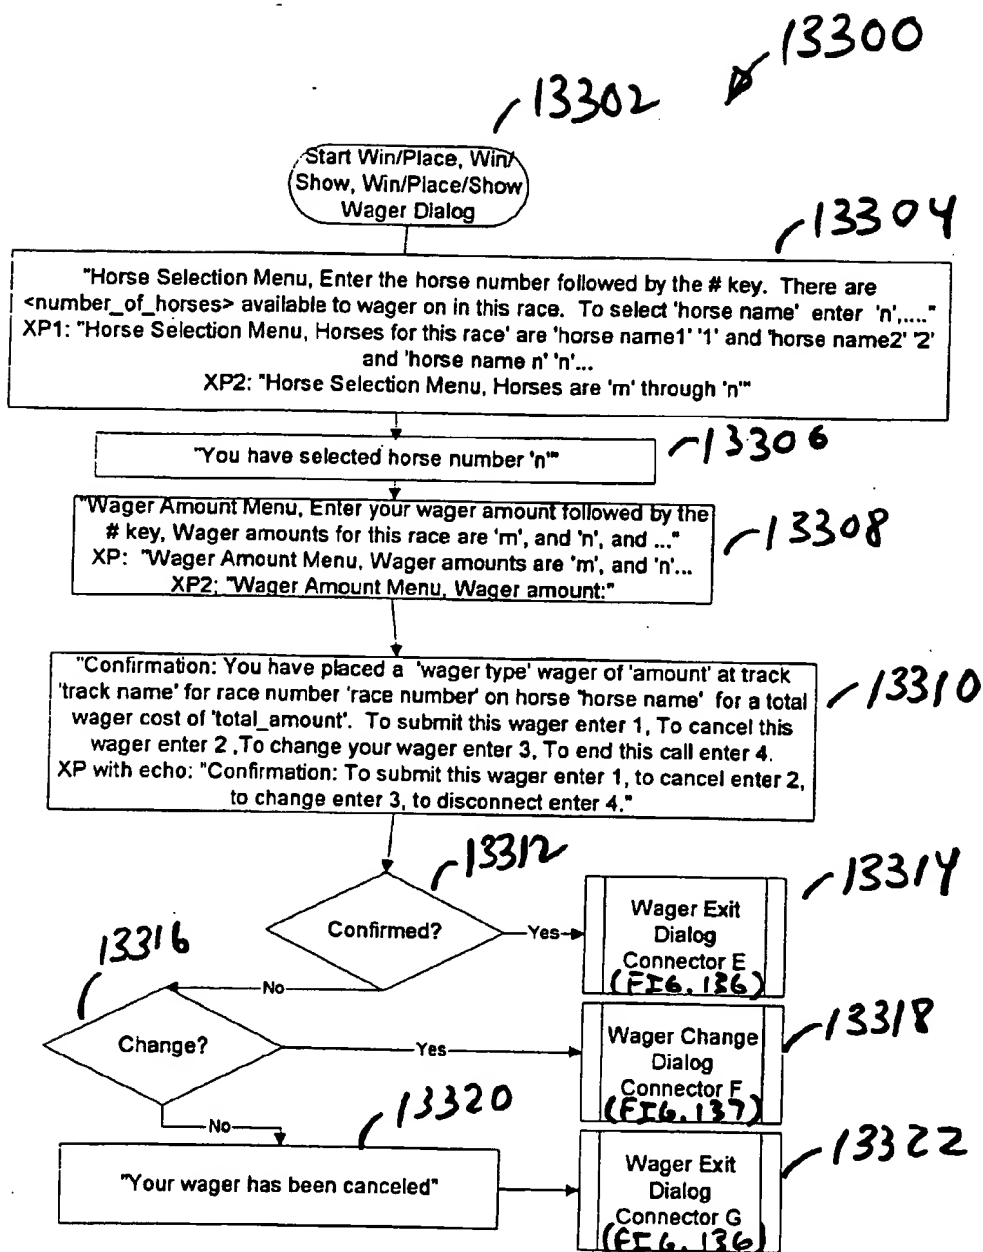 13300
13302
Start Win/Place, Win/
Show, Win/Place/Show
Wager Dialog
13304
"Horse Selection Menu, Enter the horse number followed by the # key. There are
<number_of_horses> available to wager on in this race. To select 'horse name' enter 'n',...."
XP1: "Horse Selection Menu, Horses for this race' are 'horse name1' '1' and 'horse name2' '2'
and 'horse name n' 'n'...
XP2: "Horse Selection Menu, Horses are 'm' through 'n'"
13306
"You have selected horse number 'n'"
"Wager Amount Menu, Enter your wager amount followed by the
# key, Wager amounts for this race are 'm', and 'n', and ..."
XP: "Wager Amount Menu, Wager amounts are 'm', and 'n'...
XP2: "Wager Amount Menu, Wager amount:"
13308
"Confirmation: You have placed a 'wager type' wager of 'amount' at track
'track name' for race number 'race number' on horse 'horse name' for a total
wager cost of 'total_amount'. To submit this wager enter 1, To cancel this
wager enter 2 ,To change your wager enter 3, To end this call enter 4.
XP with echo: "Confirmation: To submit this wager enter 1, to cancel enter 2,
to change enter 3, to disconnect enter 4."
13310
13312
Confirmed?
Yes
13314
Wager Exit
Dialog
Connector E
(FIG. 136)
No
13316
Change?
Yes
13318
Wager Change
Dialog
Connector F
(FIG. 137)
No
13320
"Your wager has been canceled"
13322
Wager Exit
Dialog
Connector G
(FIG. 136)